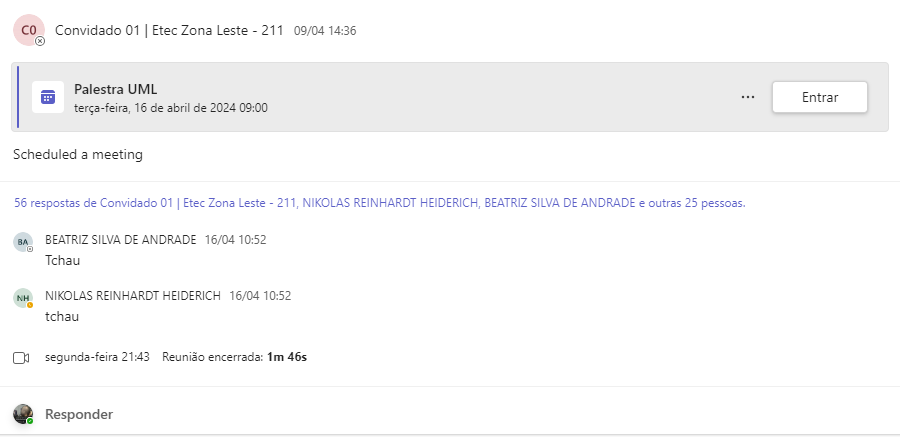 C0 Convidado 01 | Etec Zona Leste - 211 09/04 14:36
Palestra UML
terça-feira, 16 de abril de 2024 09:00
... Entrar
Scheduled a meeting
56 respostas de Convidado 01 | Etec Zona Leste - 211, NIKOLAS REINHARDT HEIDERICH, BEATRIZ SILVA DE ANDRADE e outras 25 pessoas.
BA BEATRIZ SILVA DE ANDRADE 16/04 10:52
Tchau
NH NIKOLAS REINHARDT HEIDERICH 16/04 10:52
tchau
segunda-feira 21:43 Reunião encerrada: 1m 46s
Responder